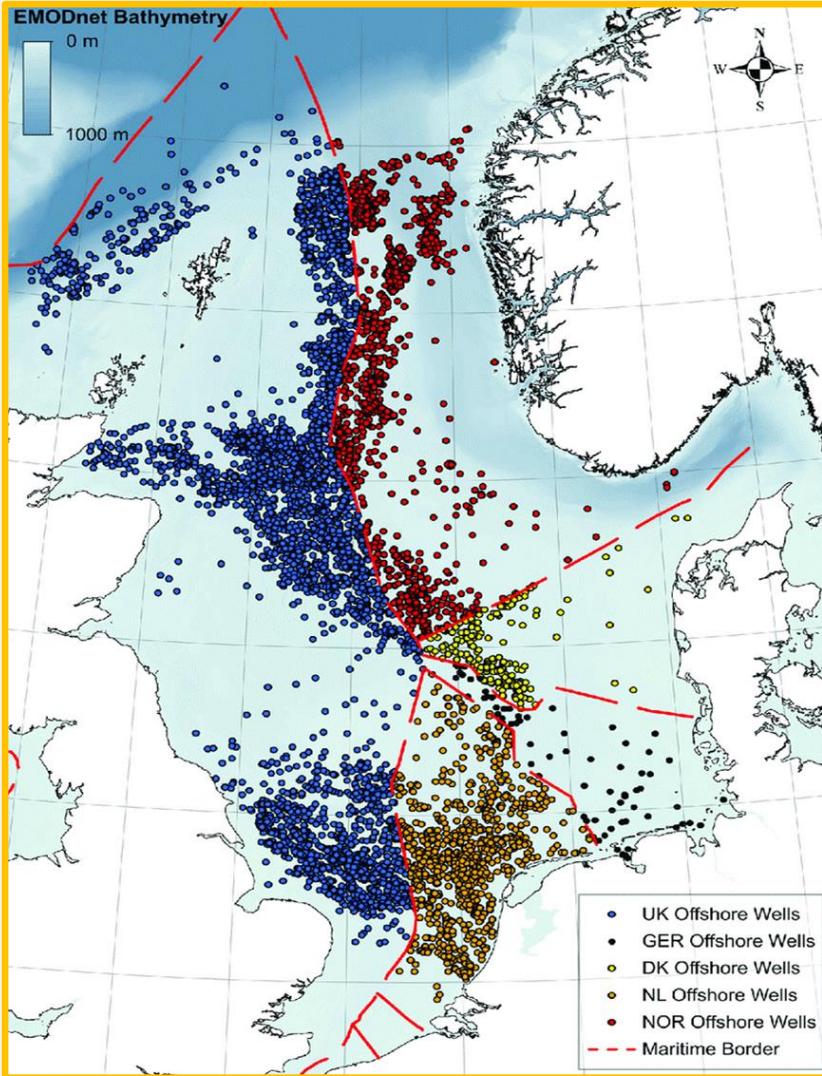 EMODnet Bathymetry
0 m
1000 m
N
W E
S
UK Offshore Wells
GER Offshore Wells
DK Offshore Wells
NL Offshore Wells
NOR Offshore Wells
Maritime Border